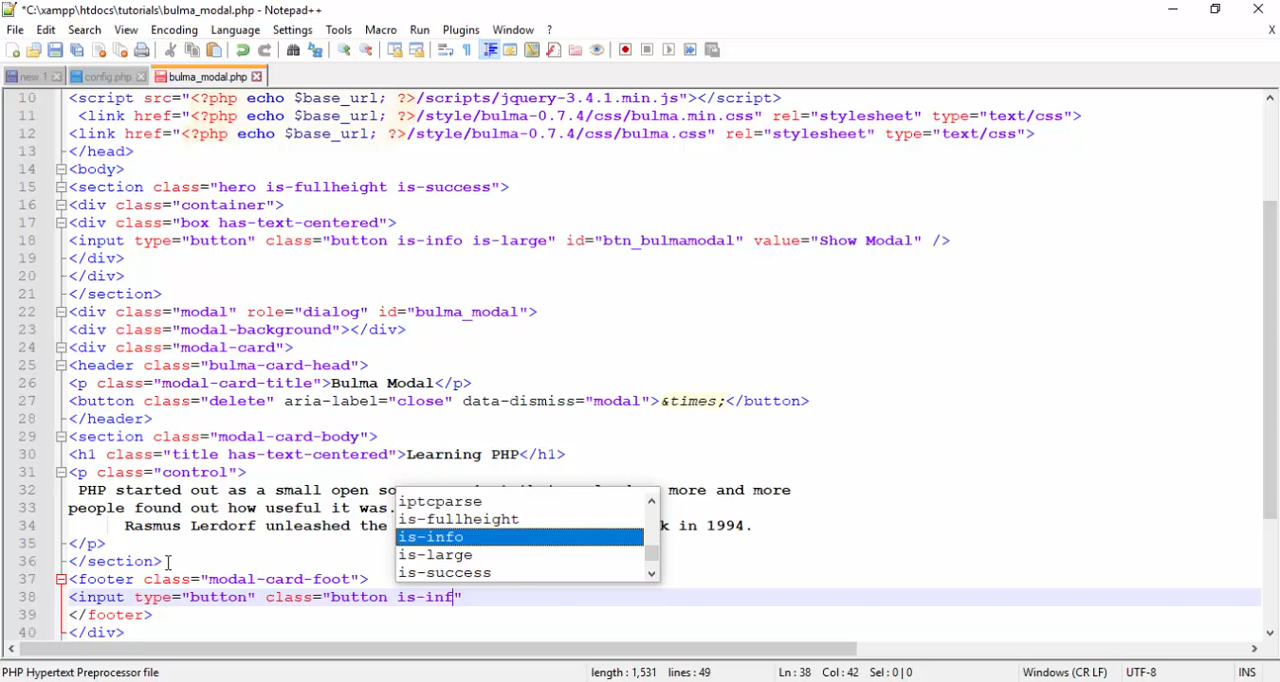 *C:\xampp\htdocs\tutorials\bulma_modal.php - Notepad++
File Edit Search View Encoding Language Settings Tools Macro Run Plugins Window ? X
new 1 config.php bulma_modal.php
10 <script src="<?php echo $base_url; ?>/scripts/jquery-3.4.1.min.js"></script>
11 <link href="<?php echo $base_url; ?>/style/bulma-0.7.4/css/bulma.min.css" rel="stylesheet" type="text/css">
12 <link href="<?php echo $base_url; ?>/style/bulma-0.7.4/css/bulma.css" rel="stylesheet" type="text/css">
13 </head>
14 <body>
15 <section class="hero is-fullheight is-success">
16 <div class="container">
17 <div class="box has-text-centered">
18 <input type="button" class="button is-info is-large" id="btn_bulmamodal" value="Show Modal" />
19 </div>
20 </div>
21 </section>
22 <div class="modal" role="dialog" id="bulma_modal">
23 <div class="modal-background"></div>
24 <div class="modal-card">
25 <header class="bulma-card-head">
26 <p class="modal-card-title">Bulma Modal</p>
27 <button class="delete" aria-label="close" data-dismiss="modal">&times;</button>
28 </header>
29 <section class="modal-card-body">
30 <h1 class="title has-text-centered">Learning PHP</h1>
31 <p class="control">
32 PHP started out as a small open so more and more
33 people found out how useful it was.
34 Rasmus Lerdorf unleashed the k in 1994.
35 </p>
36 </section>
37 <footer class="modal-card-foot">
38 <input type="button" class="button is-inf"
39 </footer>
40 </div>
iptcparse
is-fullheight
is-info
is-large
is-success
PHP Hypertext Preprocessor file length : 1,531 lines : 49 Ln : 38 Col : 42 Sel : 0 | 0 Windows (CR LF) UTF-8 INS